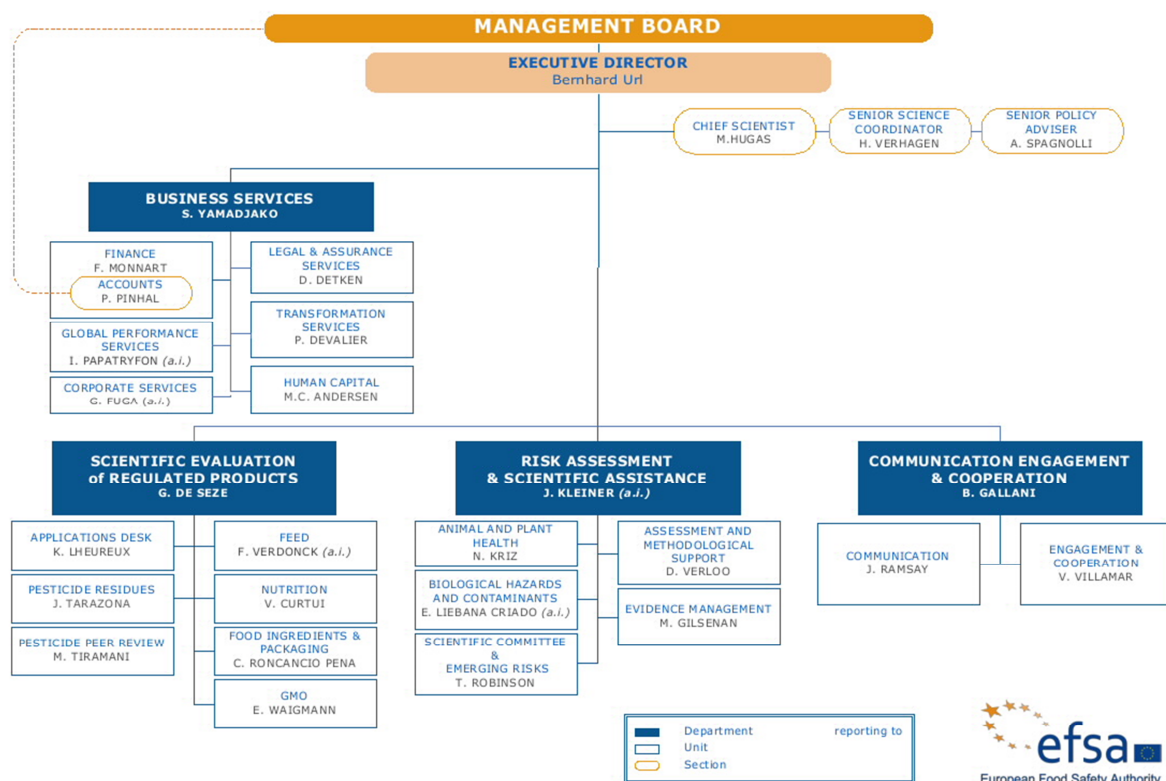 MANAGEMENT BOARD
EXECUTIVE DIRECTOR
Bernhard Url
CHIEF SCIENTIST
M.HUGAS
SENIOR SCIENCE
COORDINATOR
H. VERHAGEN
SENIOR POLICY
ADVISER
A. SPAGNOLLI
BUSINESS SERVICES
S. YAMADJAKO
FINANCE
F. MONNART
ACCOUNTS
P. PINHAL
LEGAL & ASSURANCE
SERVICES
D. DETKEN
GLOBAL PERFORMANCE
SERVICES
I. PAPATRYFON (a.i.)
TRANSFORMATION
SERVICES
P. DEVALIER
CORPORATE SERVICES
G. FUGA (a.i.)
HUMAN CAPITAL
M.C. ANDERSEN
SCIENTIFIC EVALUATION
of REGULATED PRODUCTS
G. DE SEZE
APPLICATIONS DESK
K. LHEUREUX
FEED
F. VERDONCK (a.i.)
PESTICIDE RESIDUES
J. TARAZONA
NUTRITION
V. CURTUI
PESTICIDE PEER REVIEW
M. TIRAMANI
FOOD INGREDIENTS &
PACKAGING
C. RONCANCIO PENA
GMO
E. WAIGMANN
RISK ASSESSMENT
& SCIENTIFIC ASSISTANCE
J. KLEINER (a.i.)
ANIMAL AND PLANT
HEALTH
N. KRIZ
ASSESSMENT AND
METHODOLOGICAL
SUPPORT
D. VERLOO
BIOLOGICAL HAZARDS
AND CONTAMINANTS
E. LIEBANA CRIADO (a.i.)
EVIDENCE MANAGEMENT
M. GILSENAN
SCIENTIFIC COMMITTEE
&
EMERGING RISKS
T. ROBINSON
COMMUNICATION ENGAGEMENT
& COOPERATION
B. GALLANI
COMMUNICATION
J. RAMSAY
ENGAGEMENT &
COOPERATION
V. VILLAMAR
Department reporting to
Unit
Section
efsa
European Food Safety Authority